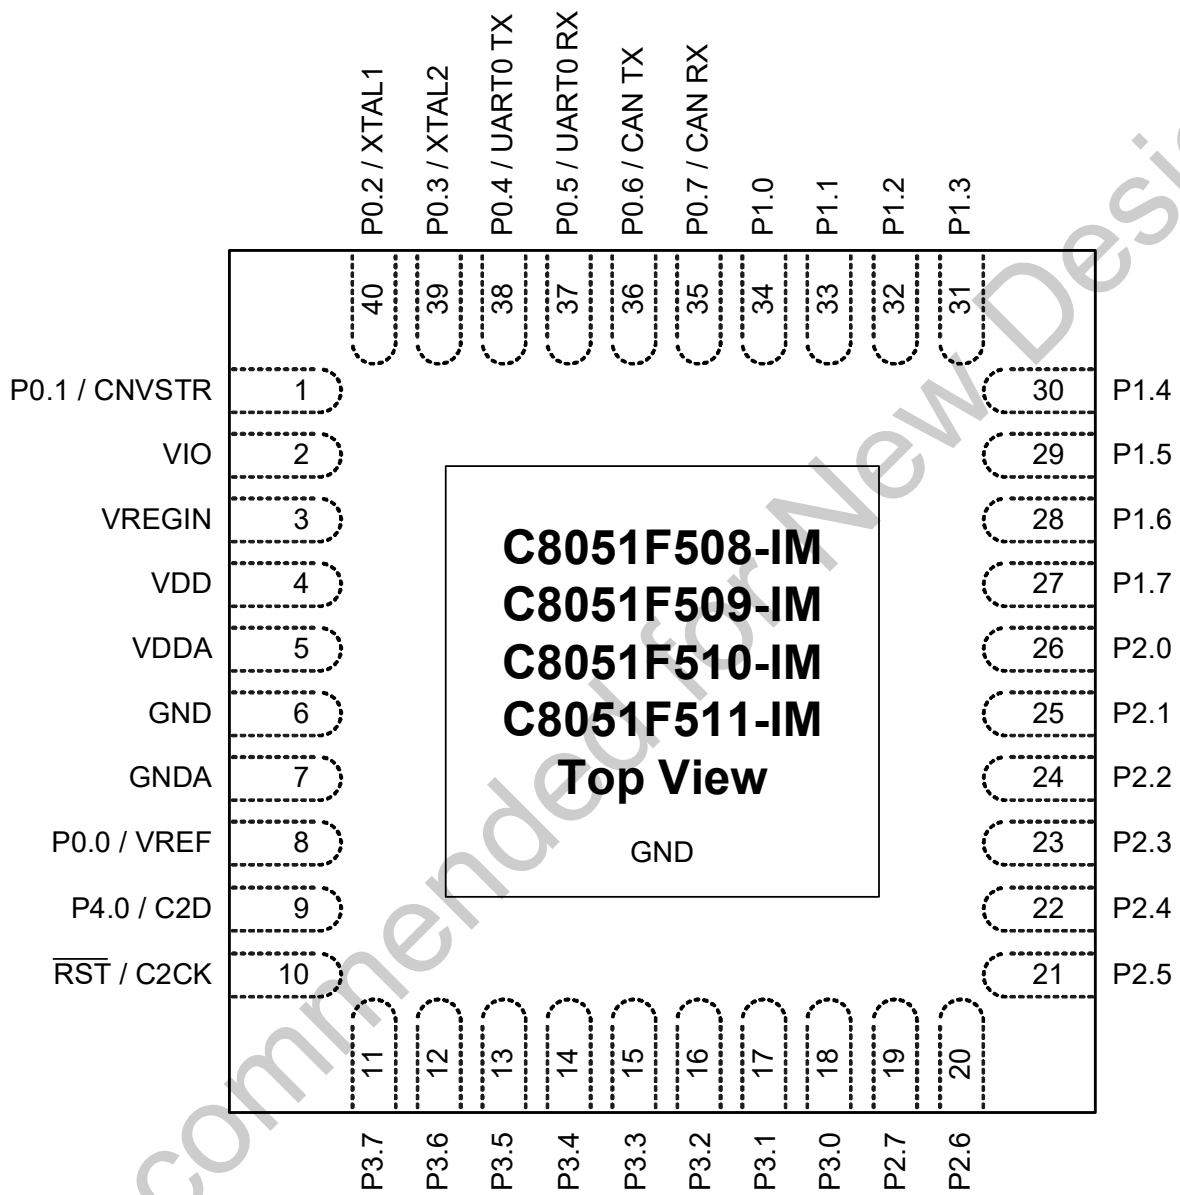 P0.2 / XTAL1
P0.3 / XTAL2
P0.4 / UART0 TX
P0.5 / UART0 RX
P0.6 / CAN TX
P0.7 / CAN RX
P1.0
P1.1
P1.2
P1.3
40
39
38
37
36
35
34
33
32
31
P0.1 / CNVSTR 1
VIO 2
VREGIN 3
VDD 4
VDDA 5
GND 6
GNDA 7
P0.0 / VREF 8
P4.0 / C2D 9
RST / C2CK 10
C8051F508-IM
C8051F509-IM
C8051F510-IM
C8051F511-IM
Top View
GND
30 P1.4
29 P1.5
28 P1.6
27 P1.7
26 P2.0
25 P2.1
24 P2.2
23 P2.3
22 P2.4
21 P2.5
11
12
13
14
15
16
17
18
19
20
P3.7
P3.6
P3.5
P3.4
P3.3
P3.2
P3.1
P3.0
P2.7
P2.6
commended for New Desi